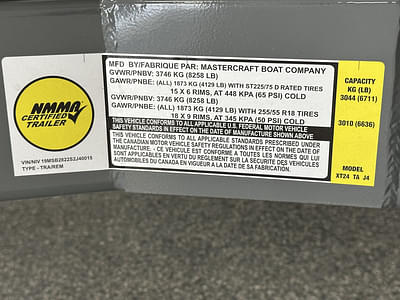 NMMA
CERTIFIED
TRAILER
VIN/NIV
TYPE - TRA/REM
MFD BY/FABRIQUE PAR: MASTERCRAFT BOAT COMPANY
GVWR/PNBV: 3746 KG (8258 LB)
GAWR/PNBE: (ALL) 1873 KG (4129 LB) WITH ST225/75 D RATED TIRES
15 X 6 RIMS, AT 448 KPA (65 PSI) COLD
GVWR/PNBV: 3746 KG (8258 LB)
GAWR/PNBE: (ALL) 1873 KG (4129 LB) WITH 255/55 R18 TIRES
18 X 9 RIMS, AT 345 KPA (50 PSI) COLD
THIS VEHICLE CONFORMS TO ALL APPLICABLE U.S. FEDERAL MOTOR VEHICLE
SAFETY STANDARDS IN EFFECT ON THE DATE OF MANUFACTURE SHOWN ABOVE
THIS VEHICLE CONFORMS TO ALL APPLICABLE STANDARDS PRESCRIBED UNDER
THE CANADIAN MOTOR VEHICLE SAFETY REGULATIONS IN EFFECT ON THE DATE OF
MANUFACTURE. - CE VEHICULE EST CONFORME A TOUTES LES NORMES QUI LUI
SONT APPLICABLES EN VERTU DU REGLEMENT SUR LA SECURITE DES VEHICULES
AUTOMOBILES DU CANADA EN VIGUEUR A LA DATE DE SA FABRICATION
CAPACITY
KG (LB)
3044 (6711)
3010 (6636)
MODEL
XT24 TA J4